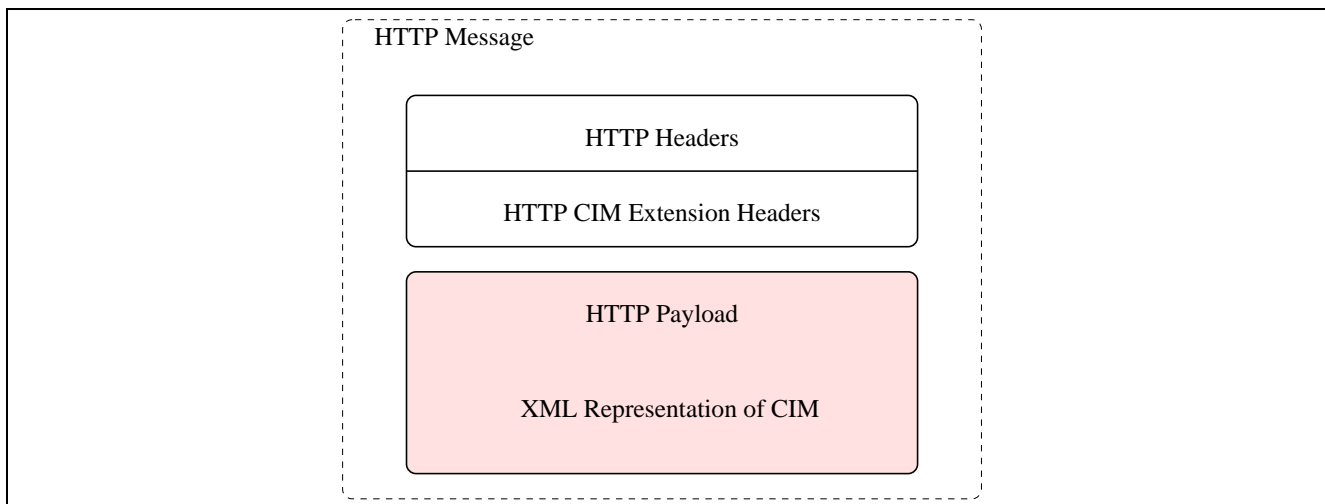 HTTP Message
HTTP Headers
HTTP CIM Extension Headers
HTTP Payload
XML Representation of CIM